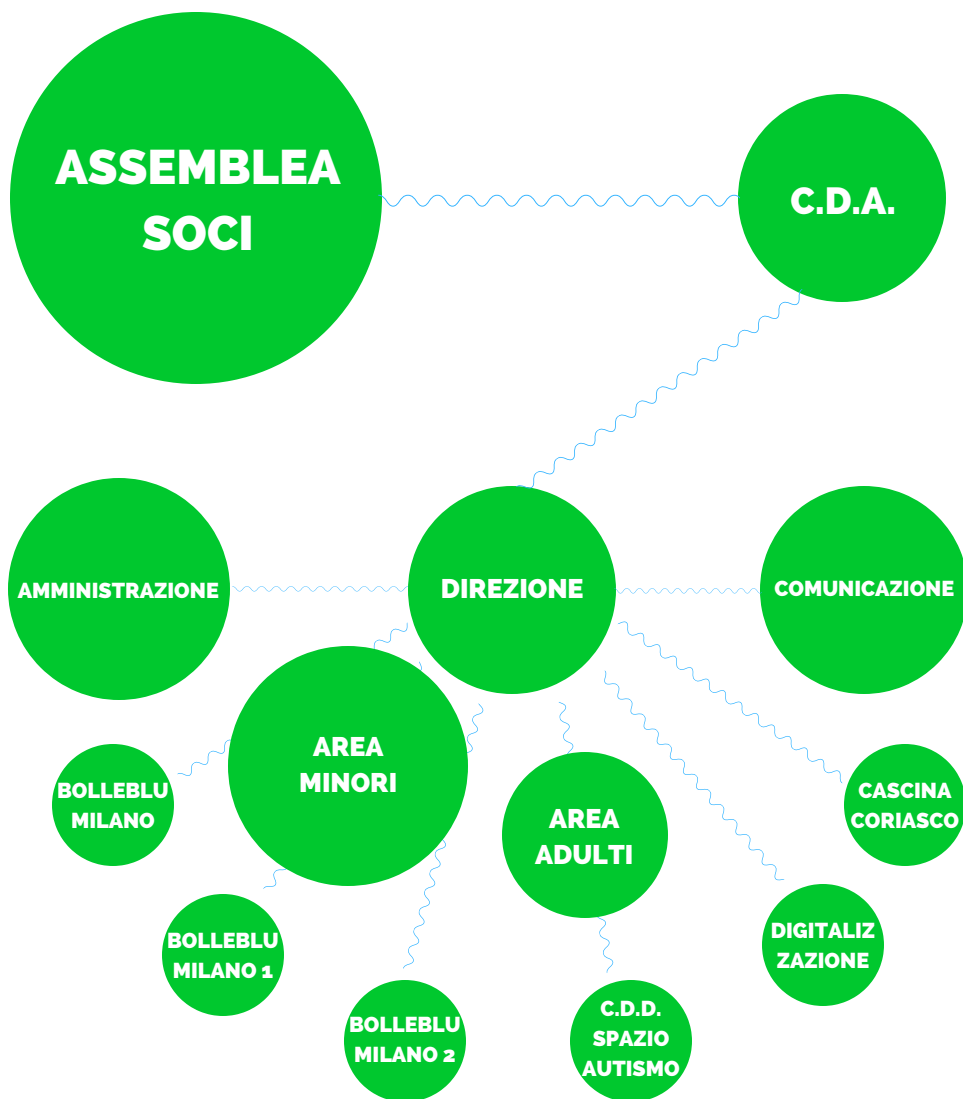 ASSEMBLEA
SOCI
C.D.A.
AMMINISTRAZIONE
DIREZIONE
COMUNICAZIONE
AREA
MINORI
AREA
ADULTI
BOLLEBLU
MILANO
CASCINA
CORIASCO
BOLLEBLU
MILANO 1
DIGITALIZ
ZAZIONE
BOLLEBLU
MILANO 2
C.D.D.
SPAZIO
AUTISMO